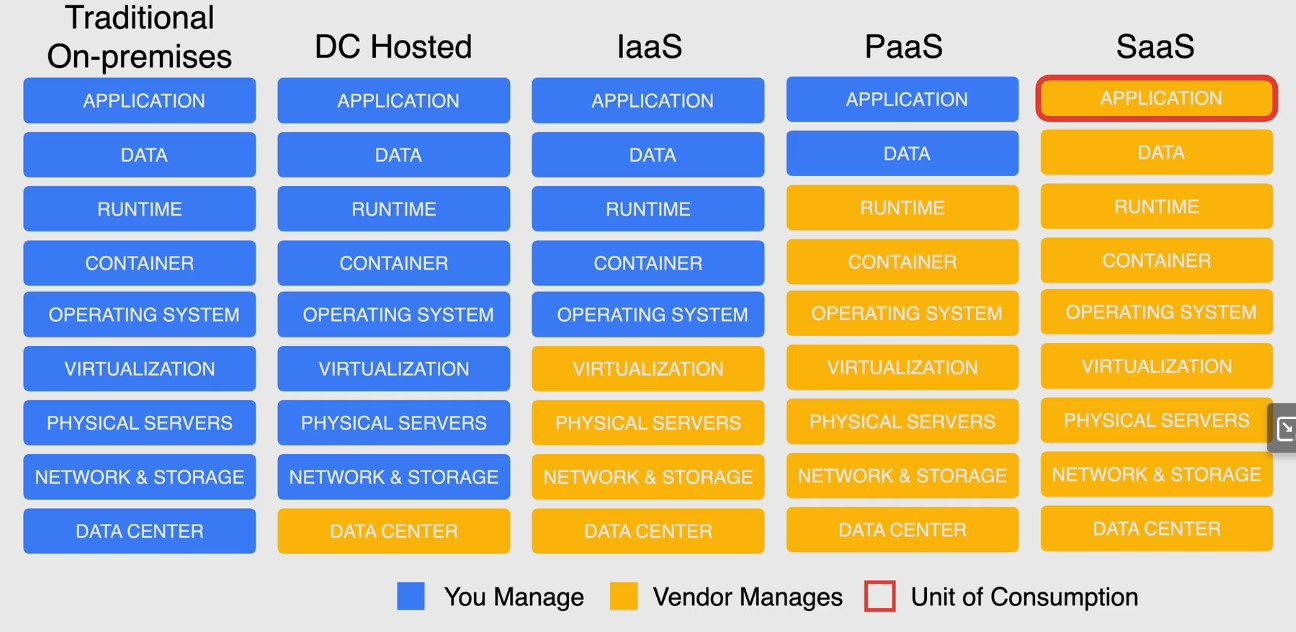 Traditional
On-premises
DC Hosted
IaaS
PaaS
SaaS
APPLICATION
APPLICATION
APPLICATION
APPLICATION
APPLICATION
DATA
DATA
DATA
DATA
DATA
RUNTIME
RUNTIME
RUNTIME
RUNTIME
RUNTIME
CONTAINER
CONTAINER
CONTAINER
CONTAINER
CONTAINER
OPERATING SYSTEM
OPERATING SYSTEM
OPERATING SYSTEM
OPERATING SYSTEM
OPERATING SYSTEM
VIRTUALIZATION
VIRTUALIZATION
VIRTUALIZATION
VIRTUALIZATION
VIRTUALIZATION
PHYSICAL SERVERS
PHYSICAL SERVERS
PHYSICAL SERVERS
PHYSICAL SERVERS
PHYSICAL SERVERS
NETWORK & STORAGE
NETWORK & STORAGE
NETWORK & STORAGE
NETWORK & STORAGE
NETWORK & STORAGE
DATA CENTER
DATA CENTER
DATA CENTER
DATA CENTER
DATA CENTER
You Manage
Vendor Manages
Unit of Consumption